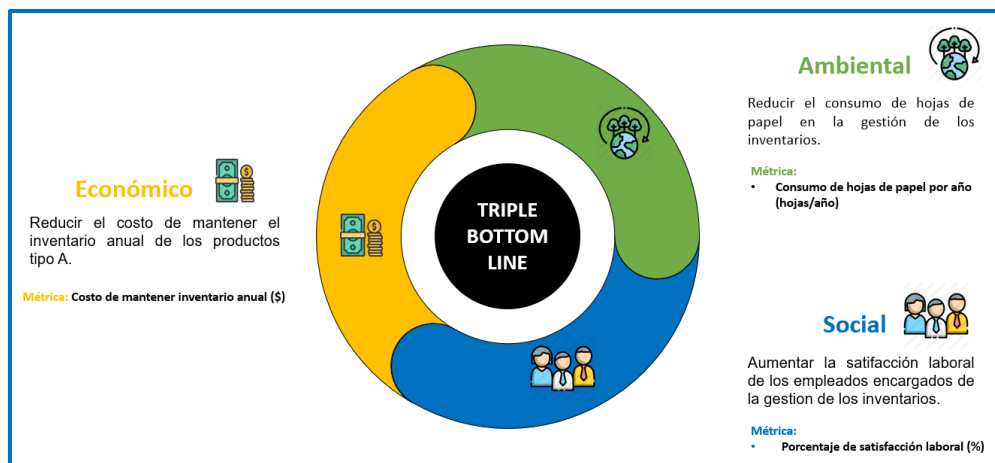 Económico
Reducir el costo de mantener el
inventario anual de los productos
tipo A.
Métrica: Costo de mantener inventario anual ($)
TRIPLE
BOTTOM
LINE
Ambiental
Reducir el consumo de hojas de
papel en la gestión de los
inventarios.
Métrica:
• Consumo de hojas de papel por año
(hojas/año)
Social
Aumentar la satifacción laboral
de los empleados encargados de
la gestion de los inventarios.
Métrica:
• Porcentaje de satisfacción laboral (%)